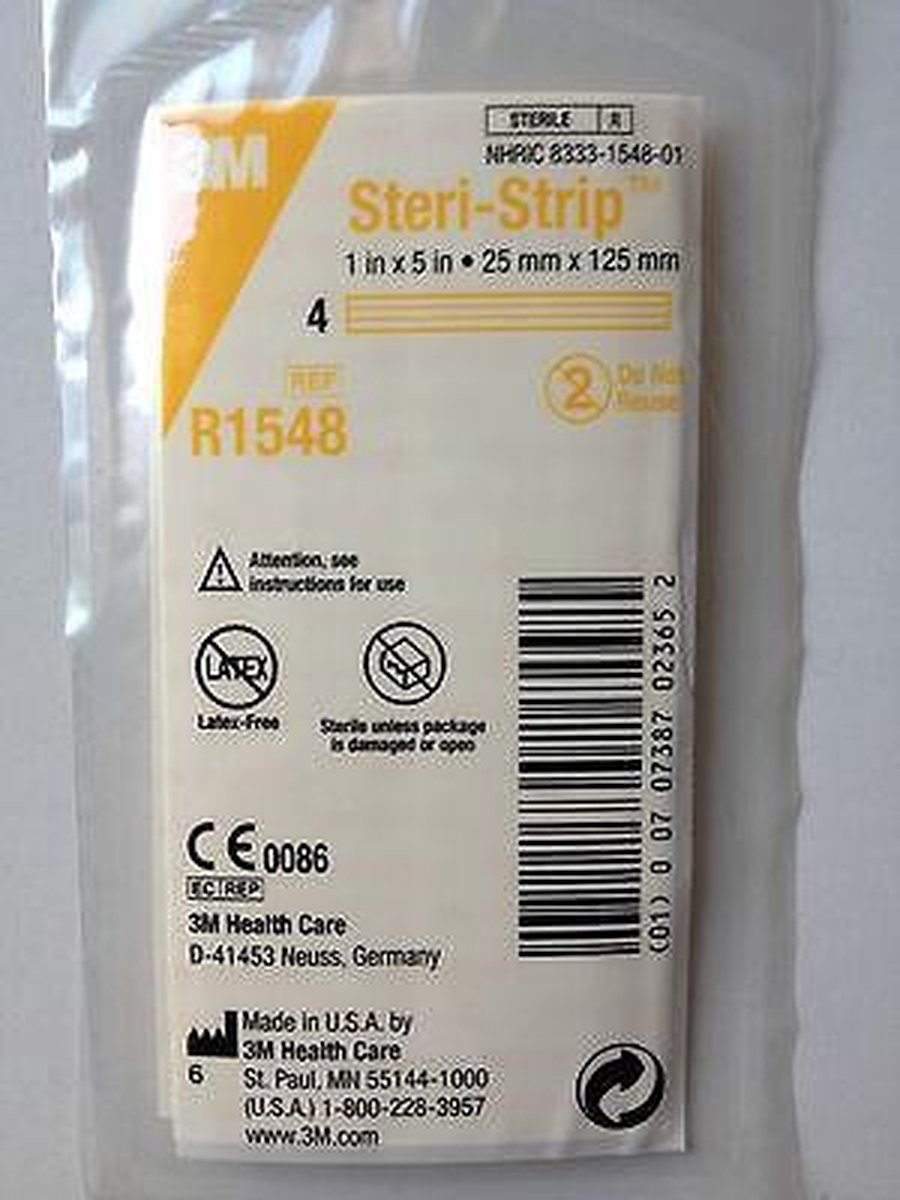 3M
STERILE R
NHRIC 8333-1548-01
Steri-Strip™
1 in x 5 in • 25 mm x 125 mm
4
REF
R1548
2
Do Not
Reuse
Attention, see
instructions for use
LATEX
Latex-Free
Sterile unless package
is damaged or open
(01) 0 07 07387 02365 2
CE 0086
EC REP
3M Health Care
D-41453 Neuss, Germany
Made in U.S.A. by
3M Health Care
6
St. Paul, MN 55144-1000
(U.S.A.) 1-800-228-3957
www.3M.com